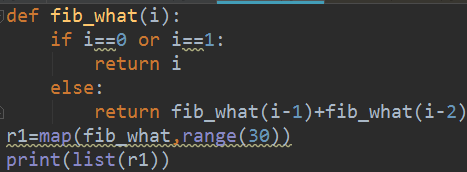 def fib_what(i):
    if i==0 or i==1:
        return i
    else:
        return fib_what(i-1)+fib_what(i-2)
r1=map(fib_what,range(30))
print(list(r1))